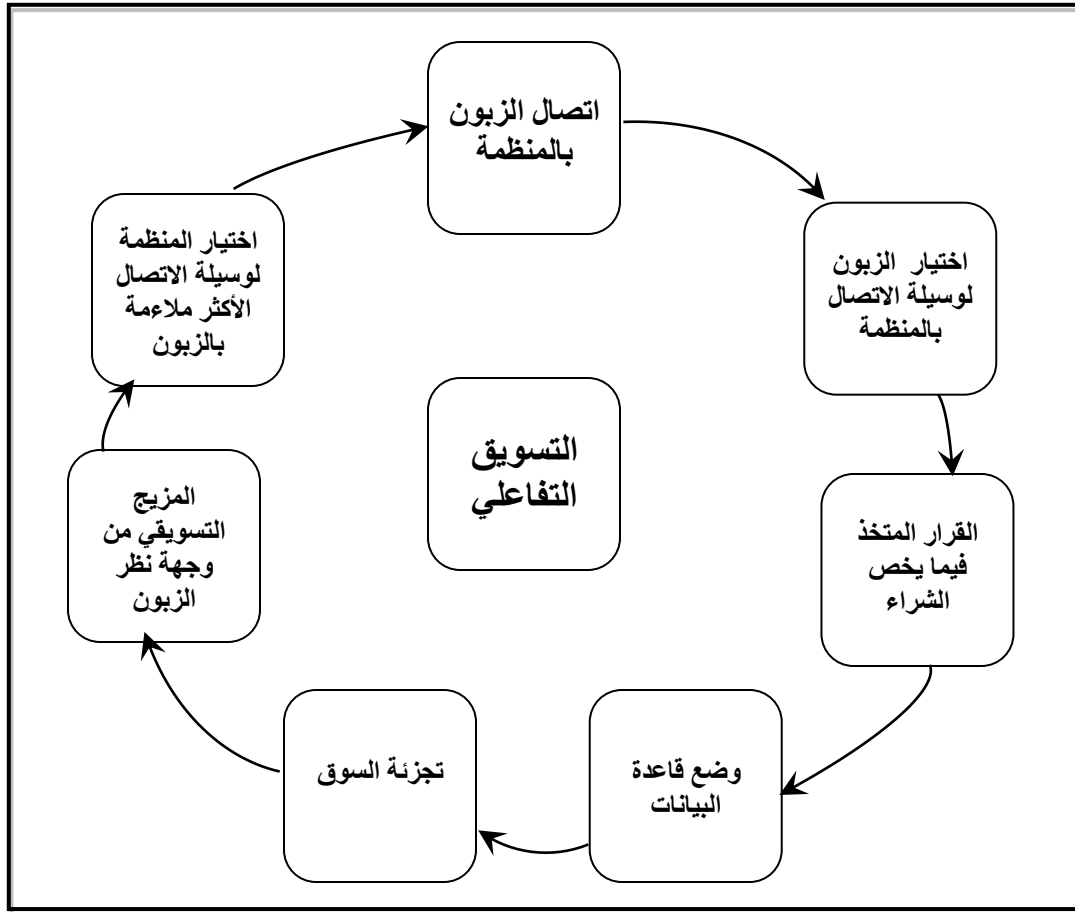 اتصال الزبون
بالمنظمة
اختيار الزبون
لوسيلة الاتصال
بالمنظمة
القرار المتخذ
فيما يخص
الشراء
وضع قاعدة
البيانات
تجزئة السوق
المزيج
التسويقي من
وجهة نظر
الزبون
اختيار المنظمة
لوسيلة الاتصال
الأكثر ملاءمة
بالزبون
التسويق
التفاعلي